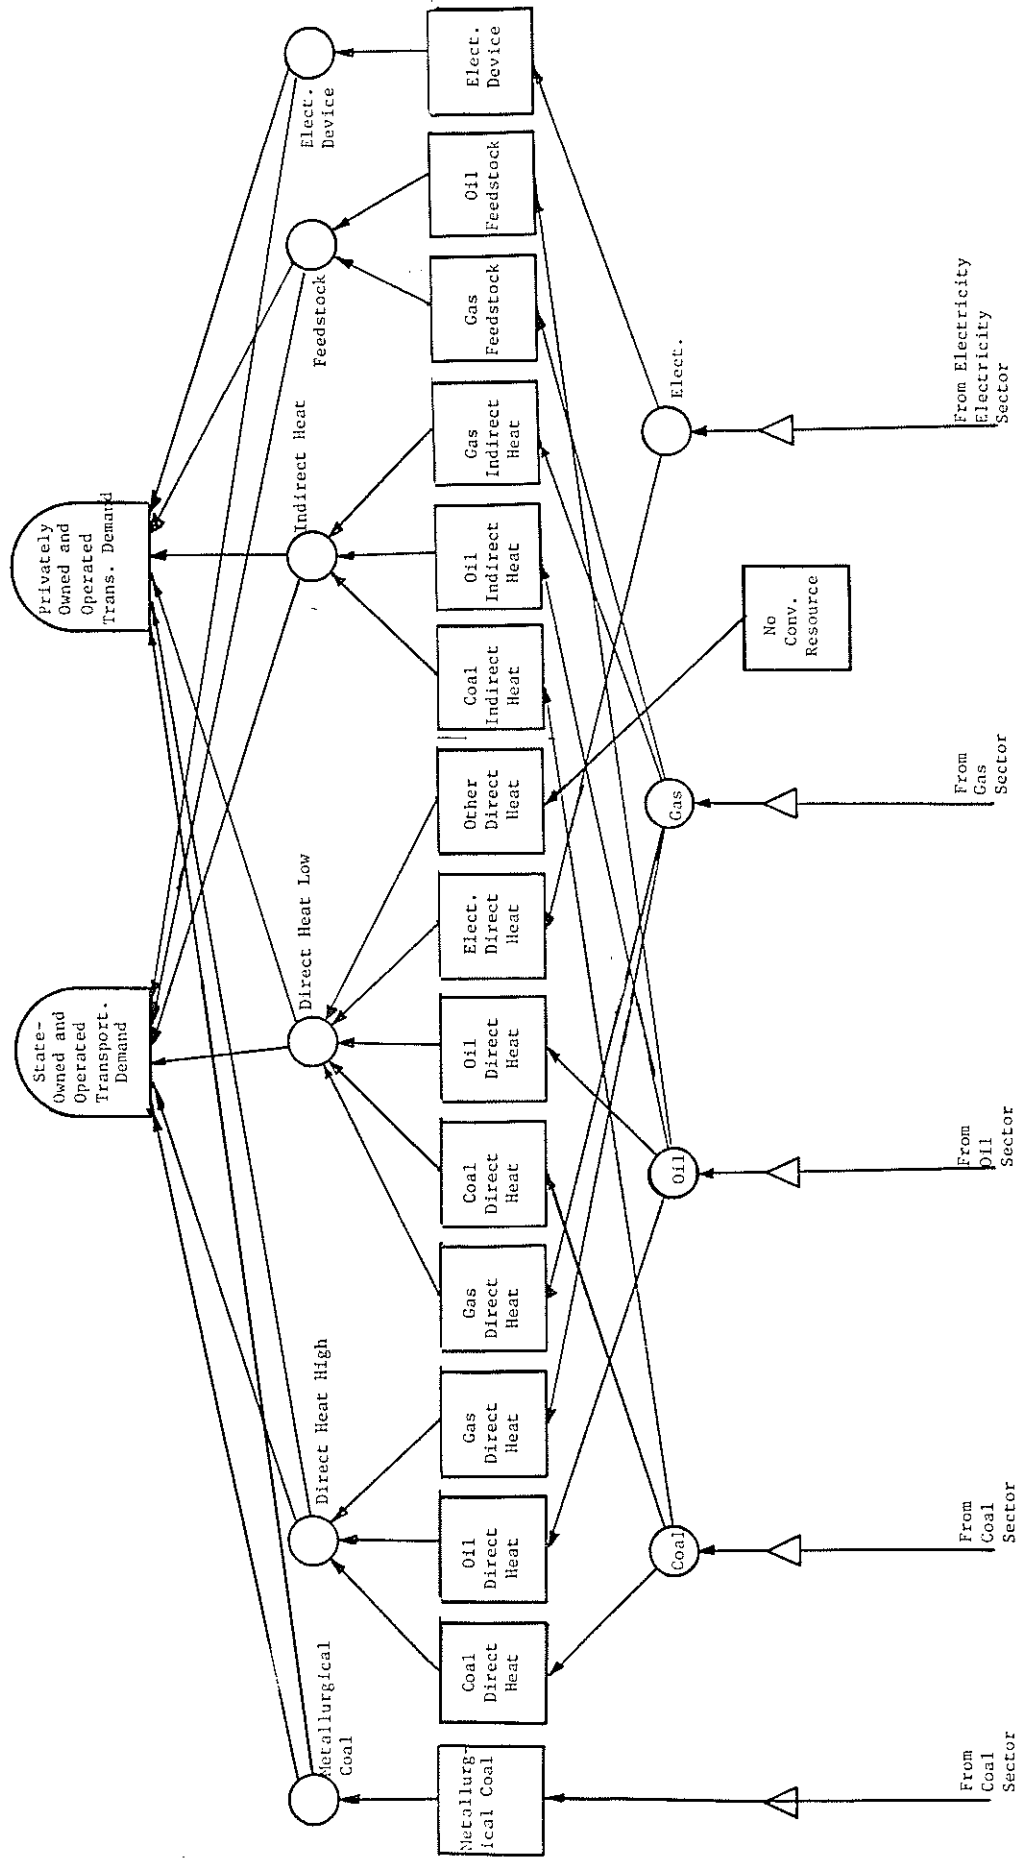 State-
Owned and
Operated
Transport.
Demand
Privately
Owned and
Operated
Trans. Demand
Metallurgical
Coal
Direct Heat High
Direct Heat Low
Indirect Heat
Feedstock
Elect.
Device
Metallurg-
ical Coal
Coal
Direct
Heat
Oil
Direct
Heat
Gas
Direct
Heat
Gas
Direct
Heat
Coal
Direct
Heat
Oil
Direct
Heat
Elect.
Direct
Heat
Other
Direct
Heat
Coal
Indirect
Heat
Oil
Indirect
Heat
Gas
Indirect
Heat
Gas
Feedstock
Oil
Feedstock
Elect.
Device
Coal
Oil
Gas
Elect.
No
Conv.
Resource
From
Coal
Sector
From
Coal
Sector
From
Oil
Sector
From
Gas
Sector
From Electricity
Electricity
Sector